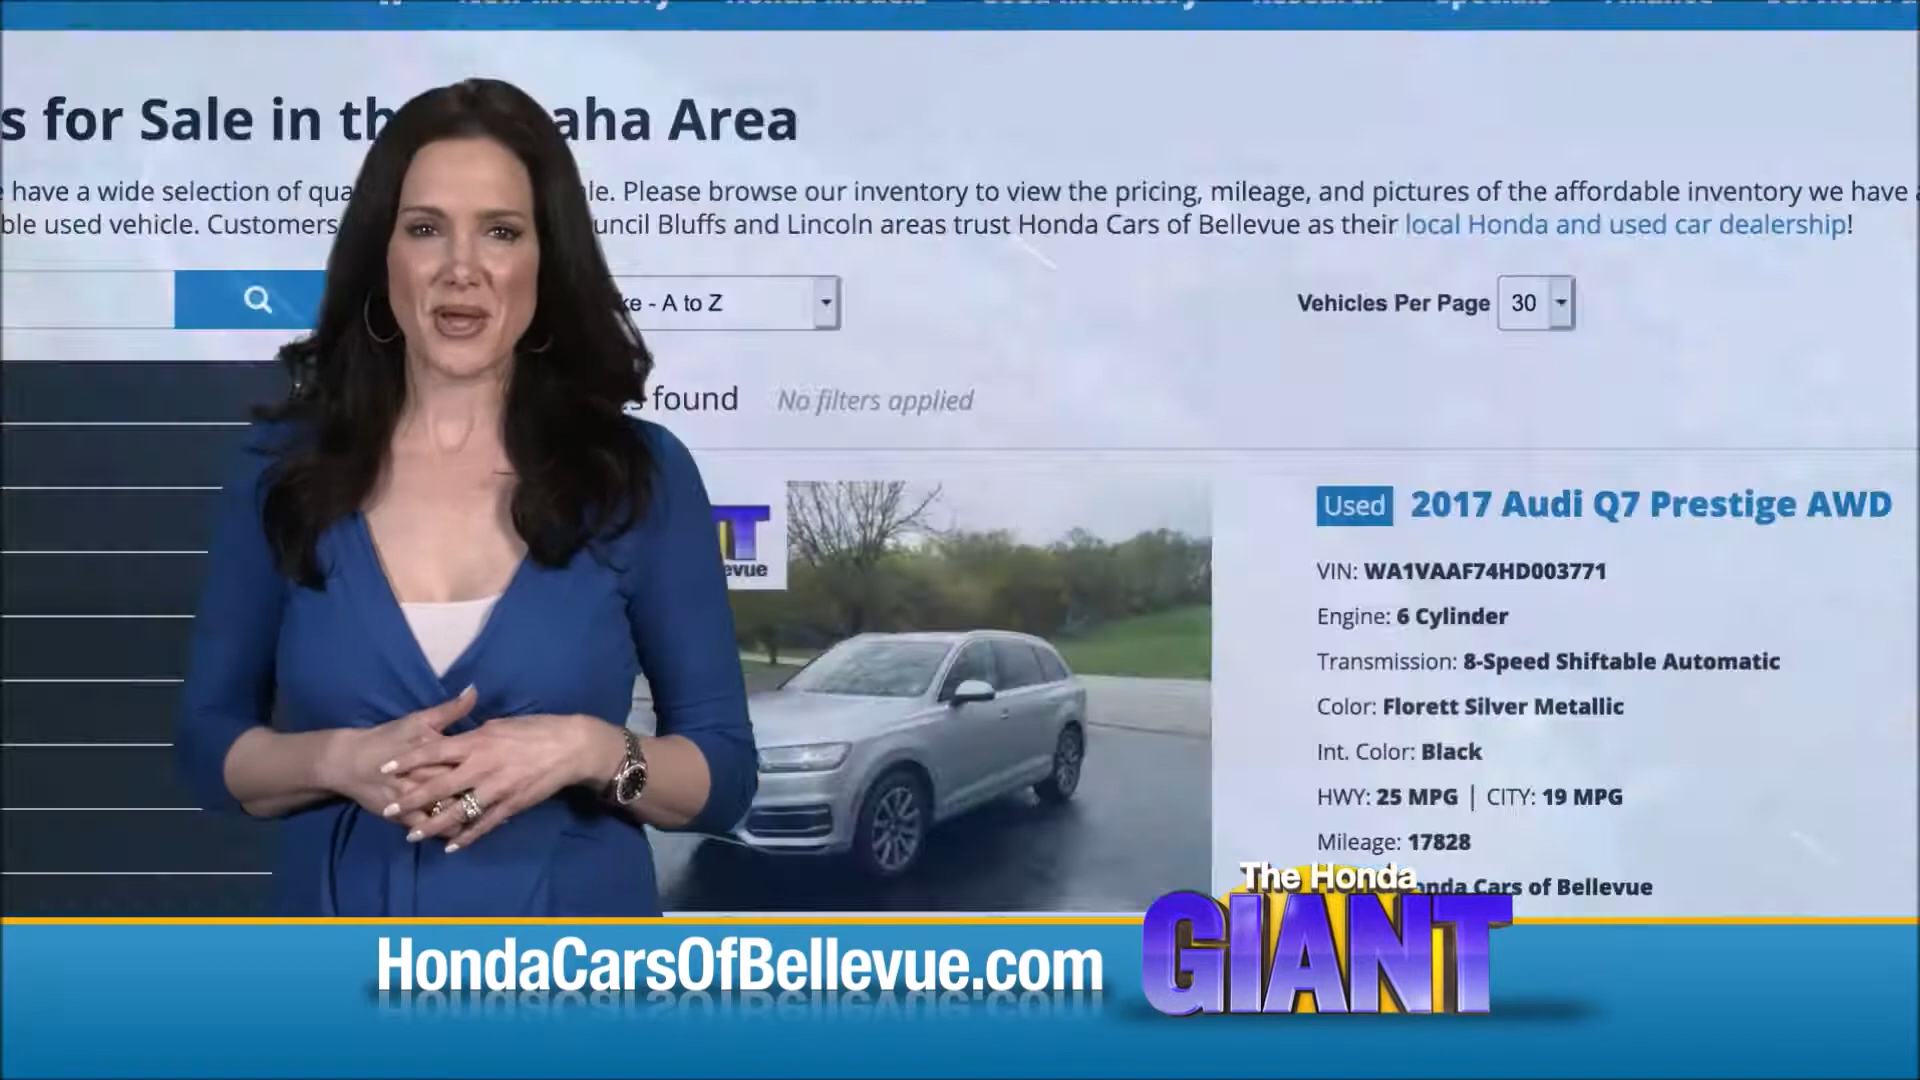 s for Sale in th aha Area
have a wide selection of qua le. Please browse our inventory to view the pricing, mileage, and pictures of the affordable inventory we have
ble used vehicle. Customers uncil Bluffs and Lincoln areas trust Honda Cars of Bellevue as their local Honda and used car dealership!
ke - A to Z
Vehicles Per Page 30
s found No filters applied
Used 2017 Audi Q7 Prestige AWD
T
evue
VIN: WA1VAAF74HD003771
Engine: 6 Cylinder
Transmission: 8-Speed Shiftable Automatic
Color: Florett Silver Metallic
Int. Color: Black
HWY: 25 MPG | CITY: 19 MPG
Mileage: 17828
nda Cars of Bellevue
The Honda
GIANT
HondaCarsOfBellevue.com